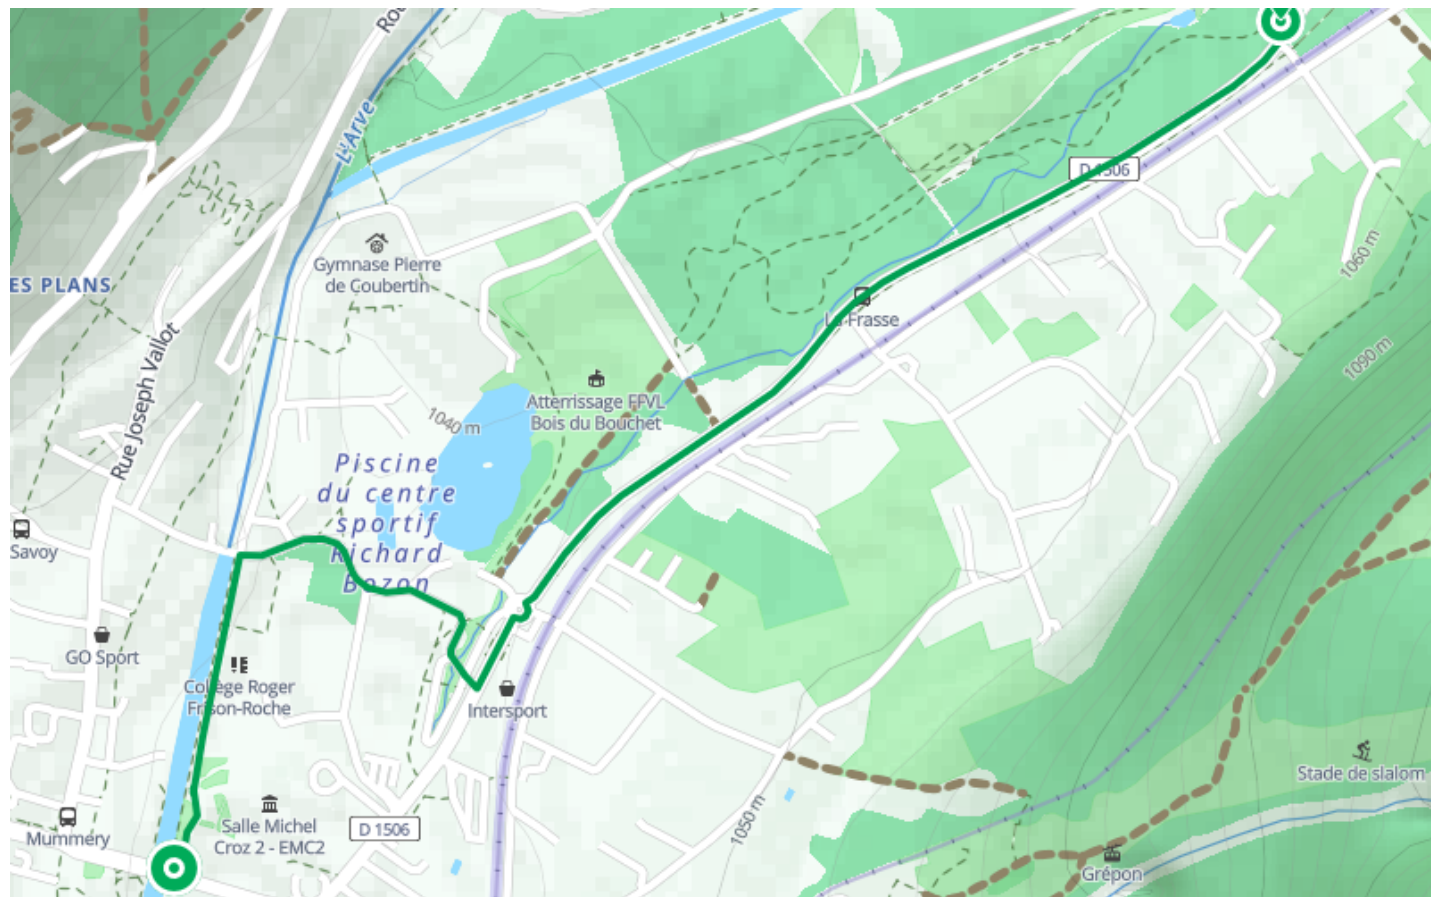 L'Arve
D 1506
Gymnase Pierre
de Coubertin
1060 m
ES PLANS
La Frasse
Rue Joseph Vallot
1090 m
Atterrissage FFVL
Bois du Bouchet
1040 m
Piscine
du centre
sportif
Richard
Bozon
Savoy
GO Sport
Collège Roger
Frison-Roche
Intersport
Stade de slalom
1050 m
Mummery
Salle Michel
Croz 2 - EMC2
D 1506
Grépon